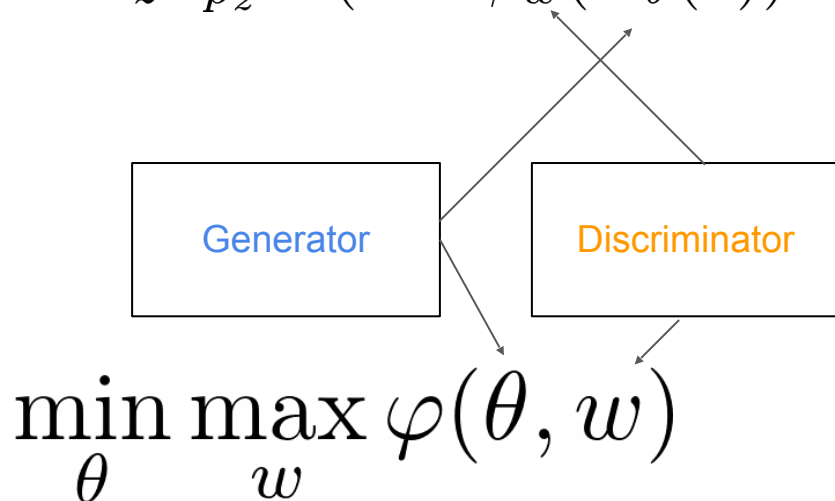 Generator
Discriminator
min max φ(θ, w)
θ w